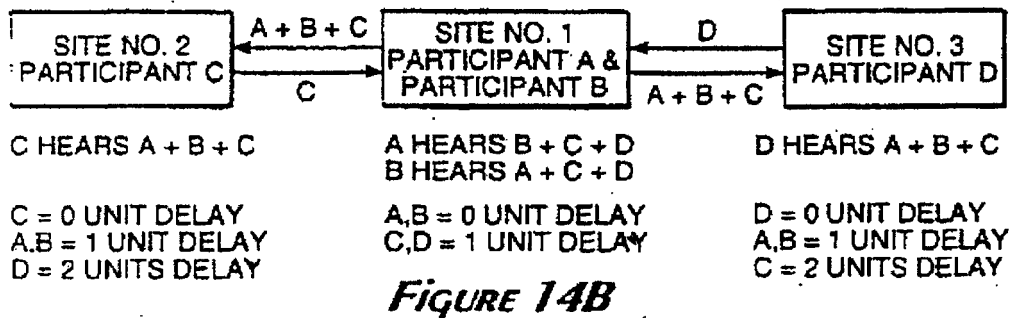 A + B + C
SITE NO. 2
PARTICIPANT C
C
SITE NO. 1
PARTICIPANT A &
PARTICIPANT B
D
A + B + C
SITE NO. 3
PARTICIPANT D
C HEARS A + B + C
C = 0 UNIT DELAY
A.B = 1 UNIT DELAY
D = 2 UNITS DELAY
A HEARS B + C + D
B HEARS A + C + D
A,B = 0 UNIT DELAY
C,D = 1 UNIT DELAY
D HEARS A + B + C
D = 0 UNIT DELAY
A,B = 1 UNIT DELAY
C = 2 UNITS DELAY
FIGURE 14B